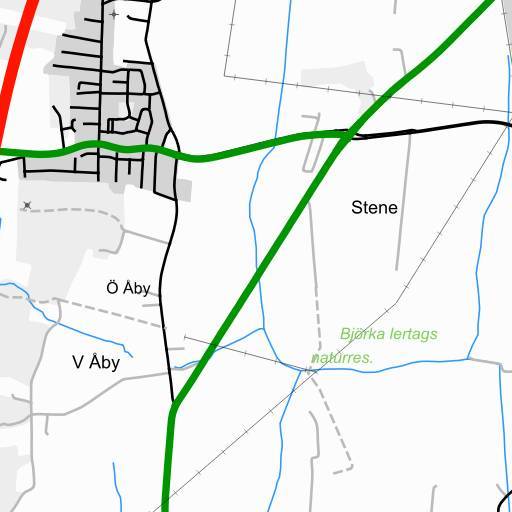 Stene
Ö Åby
Björka lertags
naturres.
V Åby